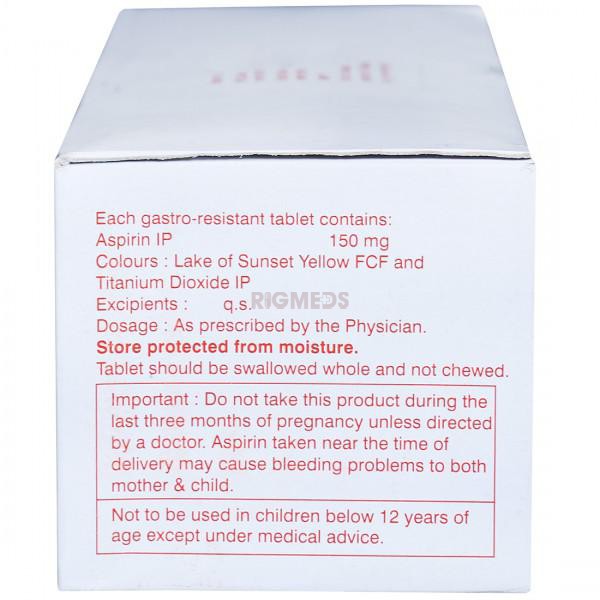 Each gastro-resistant tablet contains:
Aspirin IP 150 mg
Colours : Lake of Sunset Yellow FCF and
Titanium Dioxide IP
Excipients : q.s.
RIGMEDS
Dosage : As prescribed by the Physician.
Store protected from moisture.
Tablet should be swallowed whole and not chewed.
Important : Do not take this product during the
last three months of pregnancy unless directed
by a doctor. Aspirin taken near the time of
delivery may cause bleeding problems to both
mother & child.
Not to be used in children below 12 years of
age except under medical advice.